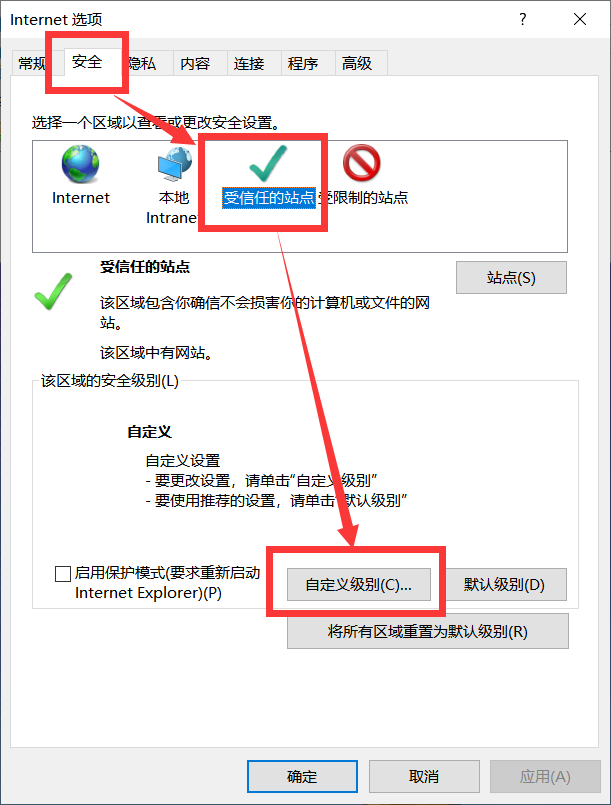 Internet 选项
?
常规
安全
隐私
内容
连接
程序
高级
选择一个区域以查看或更改安全设置。
Internet
本地
Intranet
受信任的站点
受限制的站点
受信任的站点
站点(S)
该区域包含你确信不会损害你的计算机或文件的网
站。
该区域中有网站。
该区域的安全级别(L)
自定义
自定义设置
- 要更改设置，请单击“自定义级别”
- 要使用推荐的设置，请单击“默认级别”
启用保护模式(要求重新启动
Internet Explorer)(P)
自定义级别(C)...
默认级别(D)
将所有区域重置为默认级别(R)
确定
取消
应用(A)